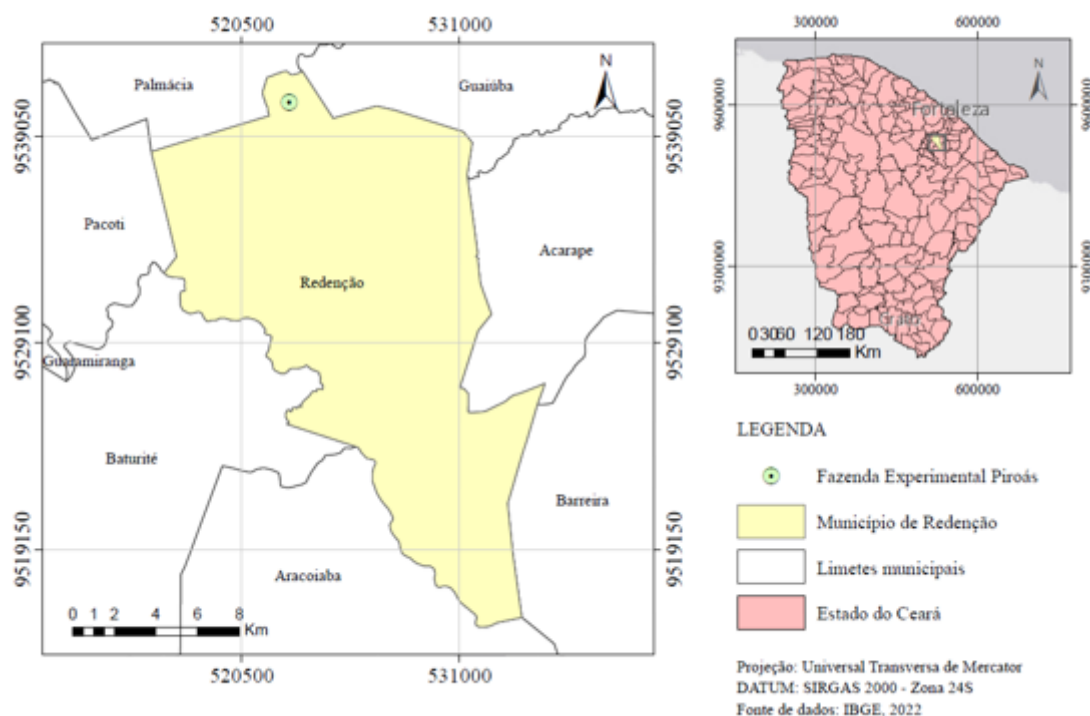 520500
531000
Palmácia
Guaiúba
N
9539050
9539050
Pacoti
Acarape
Redenção
9529100
9529100
Guaramiranga
Baturité
Barreira
9519150
9519150
Aracoiaba
0 1 2 4 6 8
Km
520500
531000
300000
600000
N
9600000
9600000
Fortaleza
9300000
9300000
0 30 60 120 180
Km
300000
600000
LEGENDA
Fazenda Experimental Piroás
Município de Redenção
Limetes municipais
Estado do Ceará
Projeção: Universal Transversa de Mercator
DATUM: SIRGAS 2000 - Zona 24S
Fonte de dados: IBGE, 2022